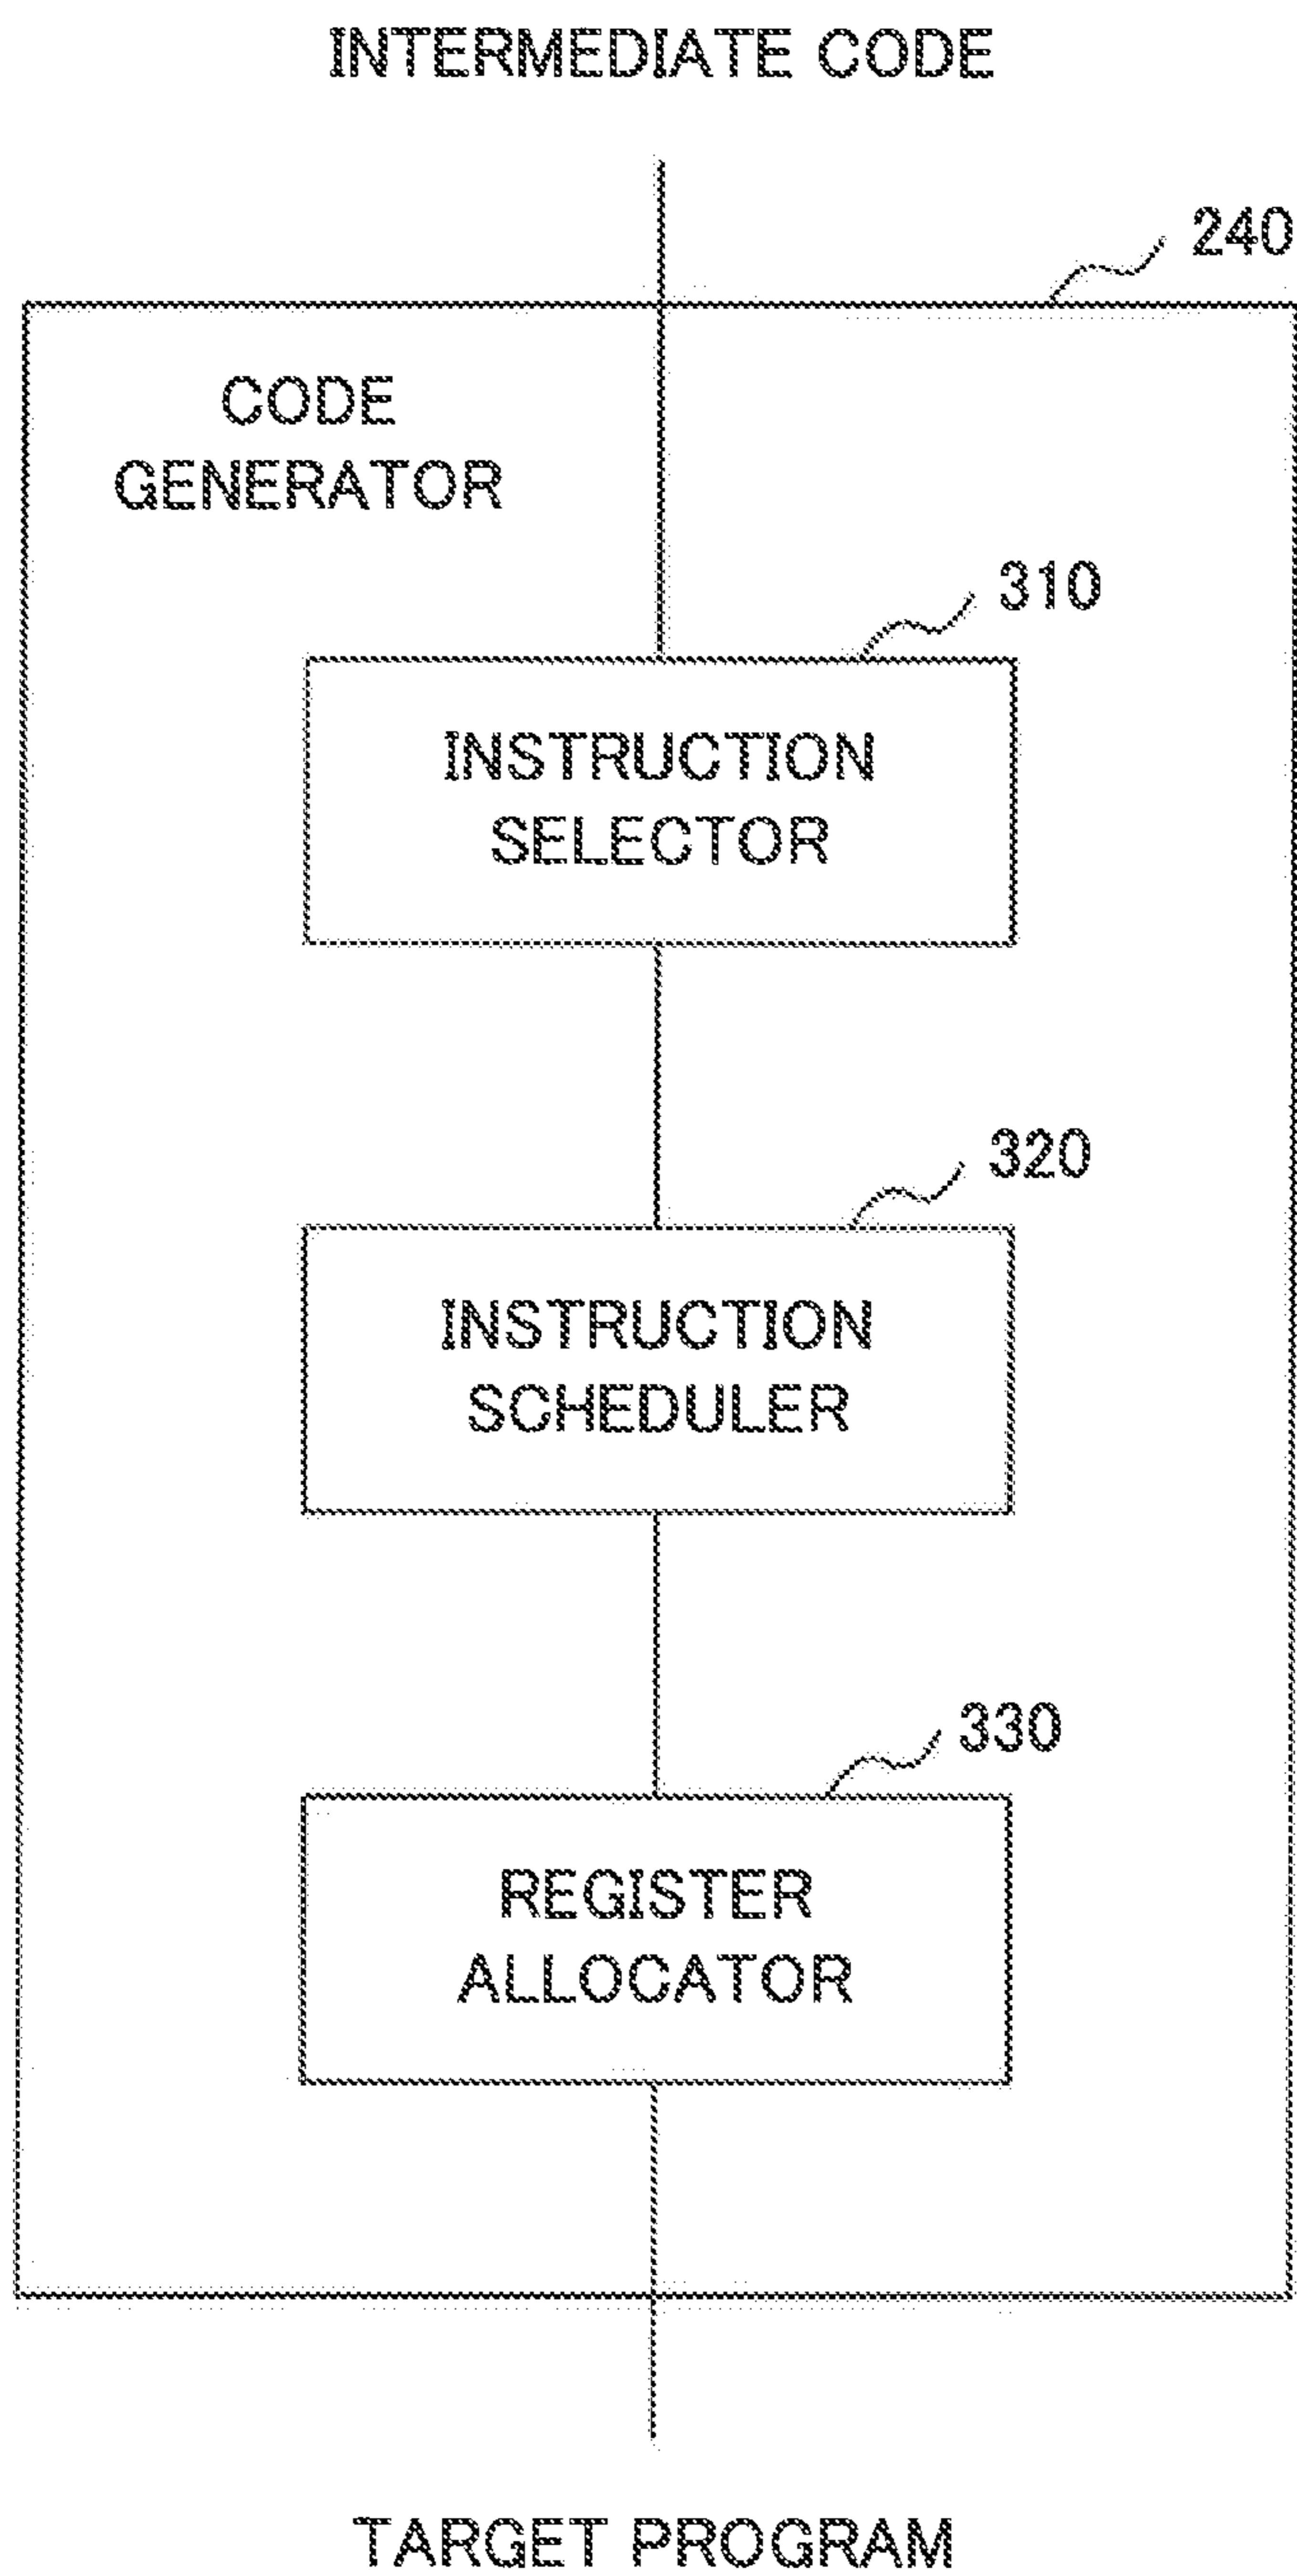 INTERMEDIATE CODE
240
CODE
GENERATOR
310
INSTRUCTION
SELECTOR
320
INSTRUCTION
SCHEDULER
330
REGISTER
ALLOCATOR
TARGET PROGRAM